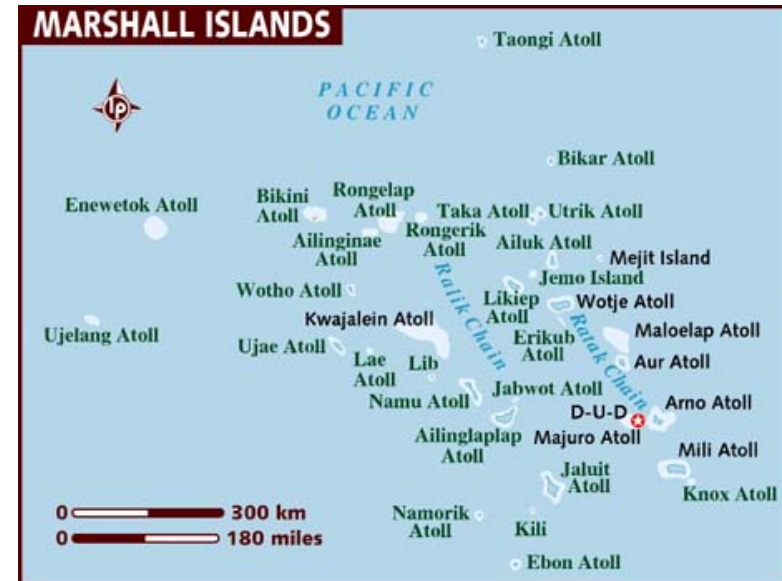 MARSHALL ISLANDS
Taongi Atoll
PACIFIC
OCEAN
lp
Bikar Atoll
Enewetok Atoll
Bikini
Atoll
Rongelap
Atoll
Taka Atoll
Utrik Atoll
Ailinginae
Atoll
Rongerik
Atoll
Ailuk Atoll
Mejit Island
Jemo Island
Wotho Atoll
Ralik Chain
Likiep
Atoll
Wotje Atoll
Ujelang Atoll
Kwajalein Atoll
Erikub
Atoll
Ratak Chain
Maloelap Atoll
Ujae Atoll
Lae
Atoll
Lib
Aur Atoll
Namu Atoll
Jabwot Atoll
D-U-D
Arno Atoll
Ailinglaplap
Atoll
Majuro Atoll
Mili Atoll
Jaluit
Atoll
Knox Atoll
0 300 km
0 180 miles
Namorik
Atoll
Kili
Ebon Atoll